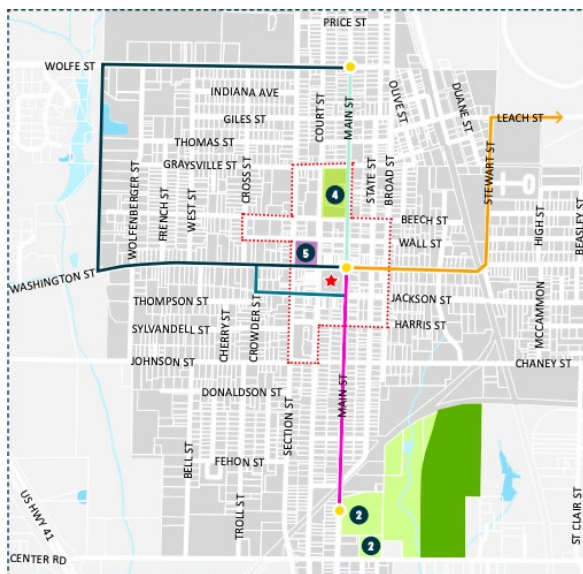 PRICE ST
WOLFE ST
INDIANA AVE
COURT ST
MAIN ST
OLIVE ST
DUANE ST
GILES ST
LEACH ST
THOMAS ST
GRAYSVILLE ST
CROSS ST
STATE ST
BROAD ST
STEWART ST
WOLFENBERGER ST
FRENCH ST
WEST ST
4
BEECH ST
WALL ST
HIGH ST
BEASLEY ST
5
WASHINGTON ST
THOMPSON ST
JACKSON ST
SYLVANDELL ST
CHERRY ST
CROWDER ST
HARRIS ST
MCCAMMON
JOHNSON ST
CHANEY ST
DONALDSON ST
MAIN ST
SECTION ST
BELL ST
FEHON ST
TROLL ST
US HWY 41
2
2
ST CLAIR ST
CENTER RD